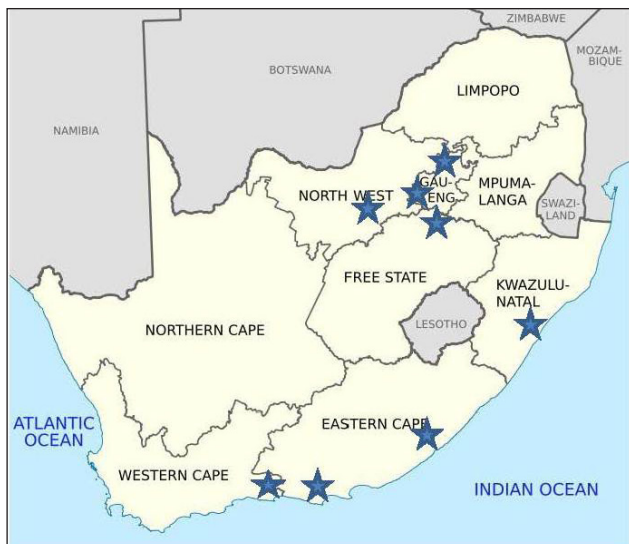 ZIMBABWE
MOZAM-
BIQUE
BOTSWANA
LIMPOPO
NAMIBIA
GAU-
TENG
NORTH WEST
MPUMA-
LANGA
SWAZI-
LAND
FREE STATE
KWAZULU-
NATAL
NORTHERN CAPE
LESOTHO
ATLANTIC
OCEAN
EASTERN CAPE
WESTERN CAPE
INDIAN OCEAN